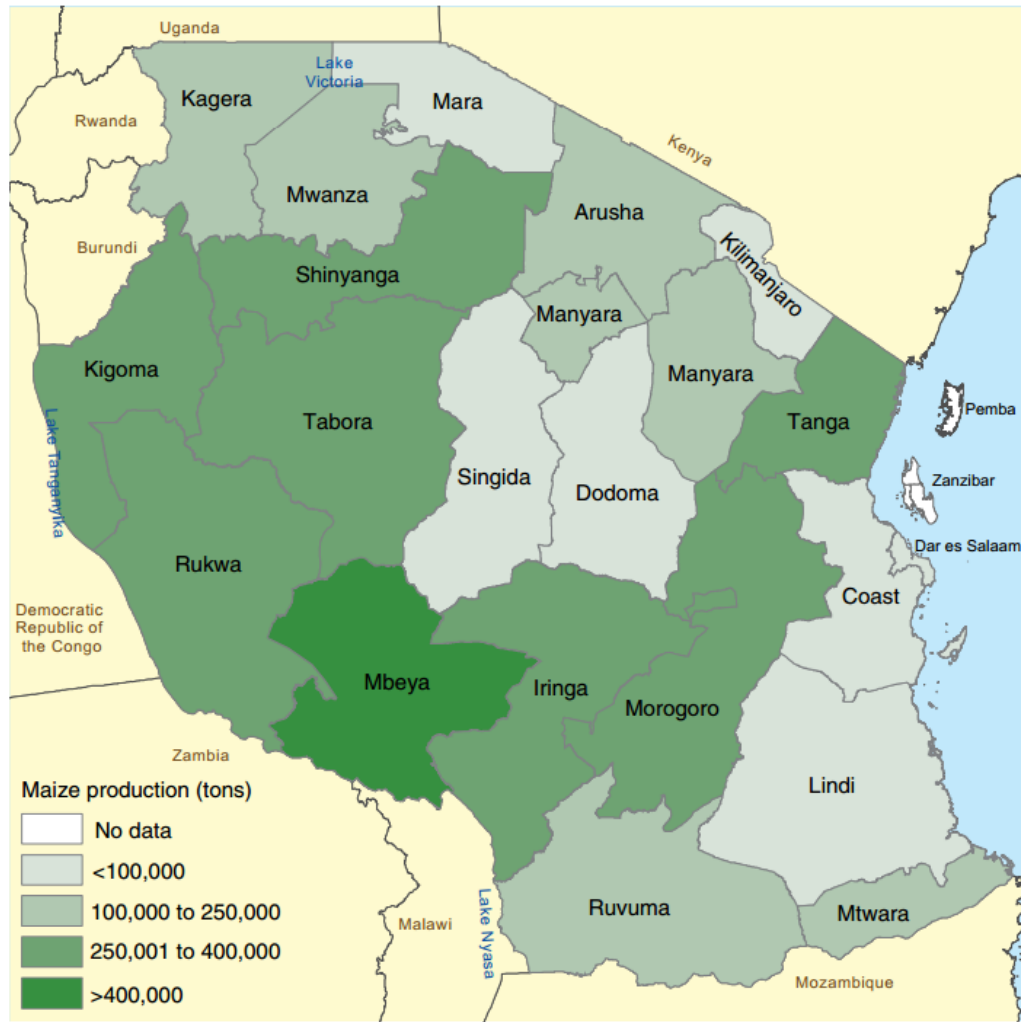 Uganda
Lake
Victoria
Kagera
Mara
Rwanda
Kenya
Mwanza
Arusha
Burundi
Kilimanjaro
Shinyanga
Manyara
Kigoma
Manyara
Tabora
Tanga
Pemba
Lake Tanganyika
Singida
Dodoma
Zanzibar
Dar es Salaam
Rukwa
Coast
Democratic
Republic of
the Congo
Mbeya
Iringa
Morogoro
Zambia
Lindi
Maize production (tons)
No data
<100,000
100,000 to 250,000
250,001 to 400,000
>400,000
Ruvuma
Mtwara
Malawi
Lake Nyasa
Mozambique